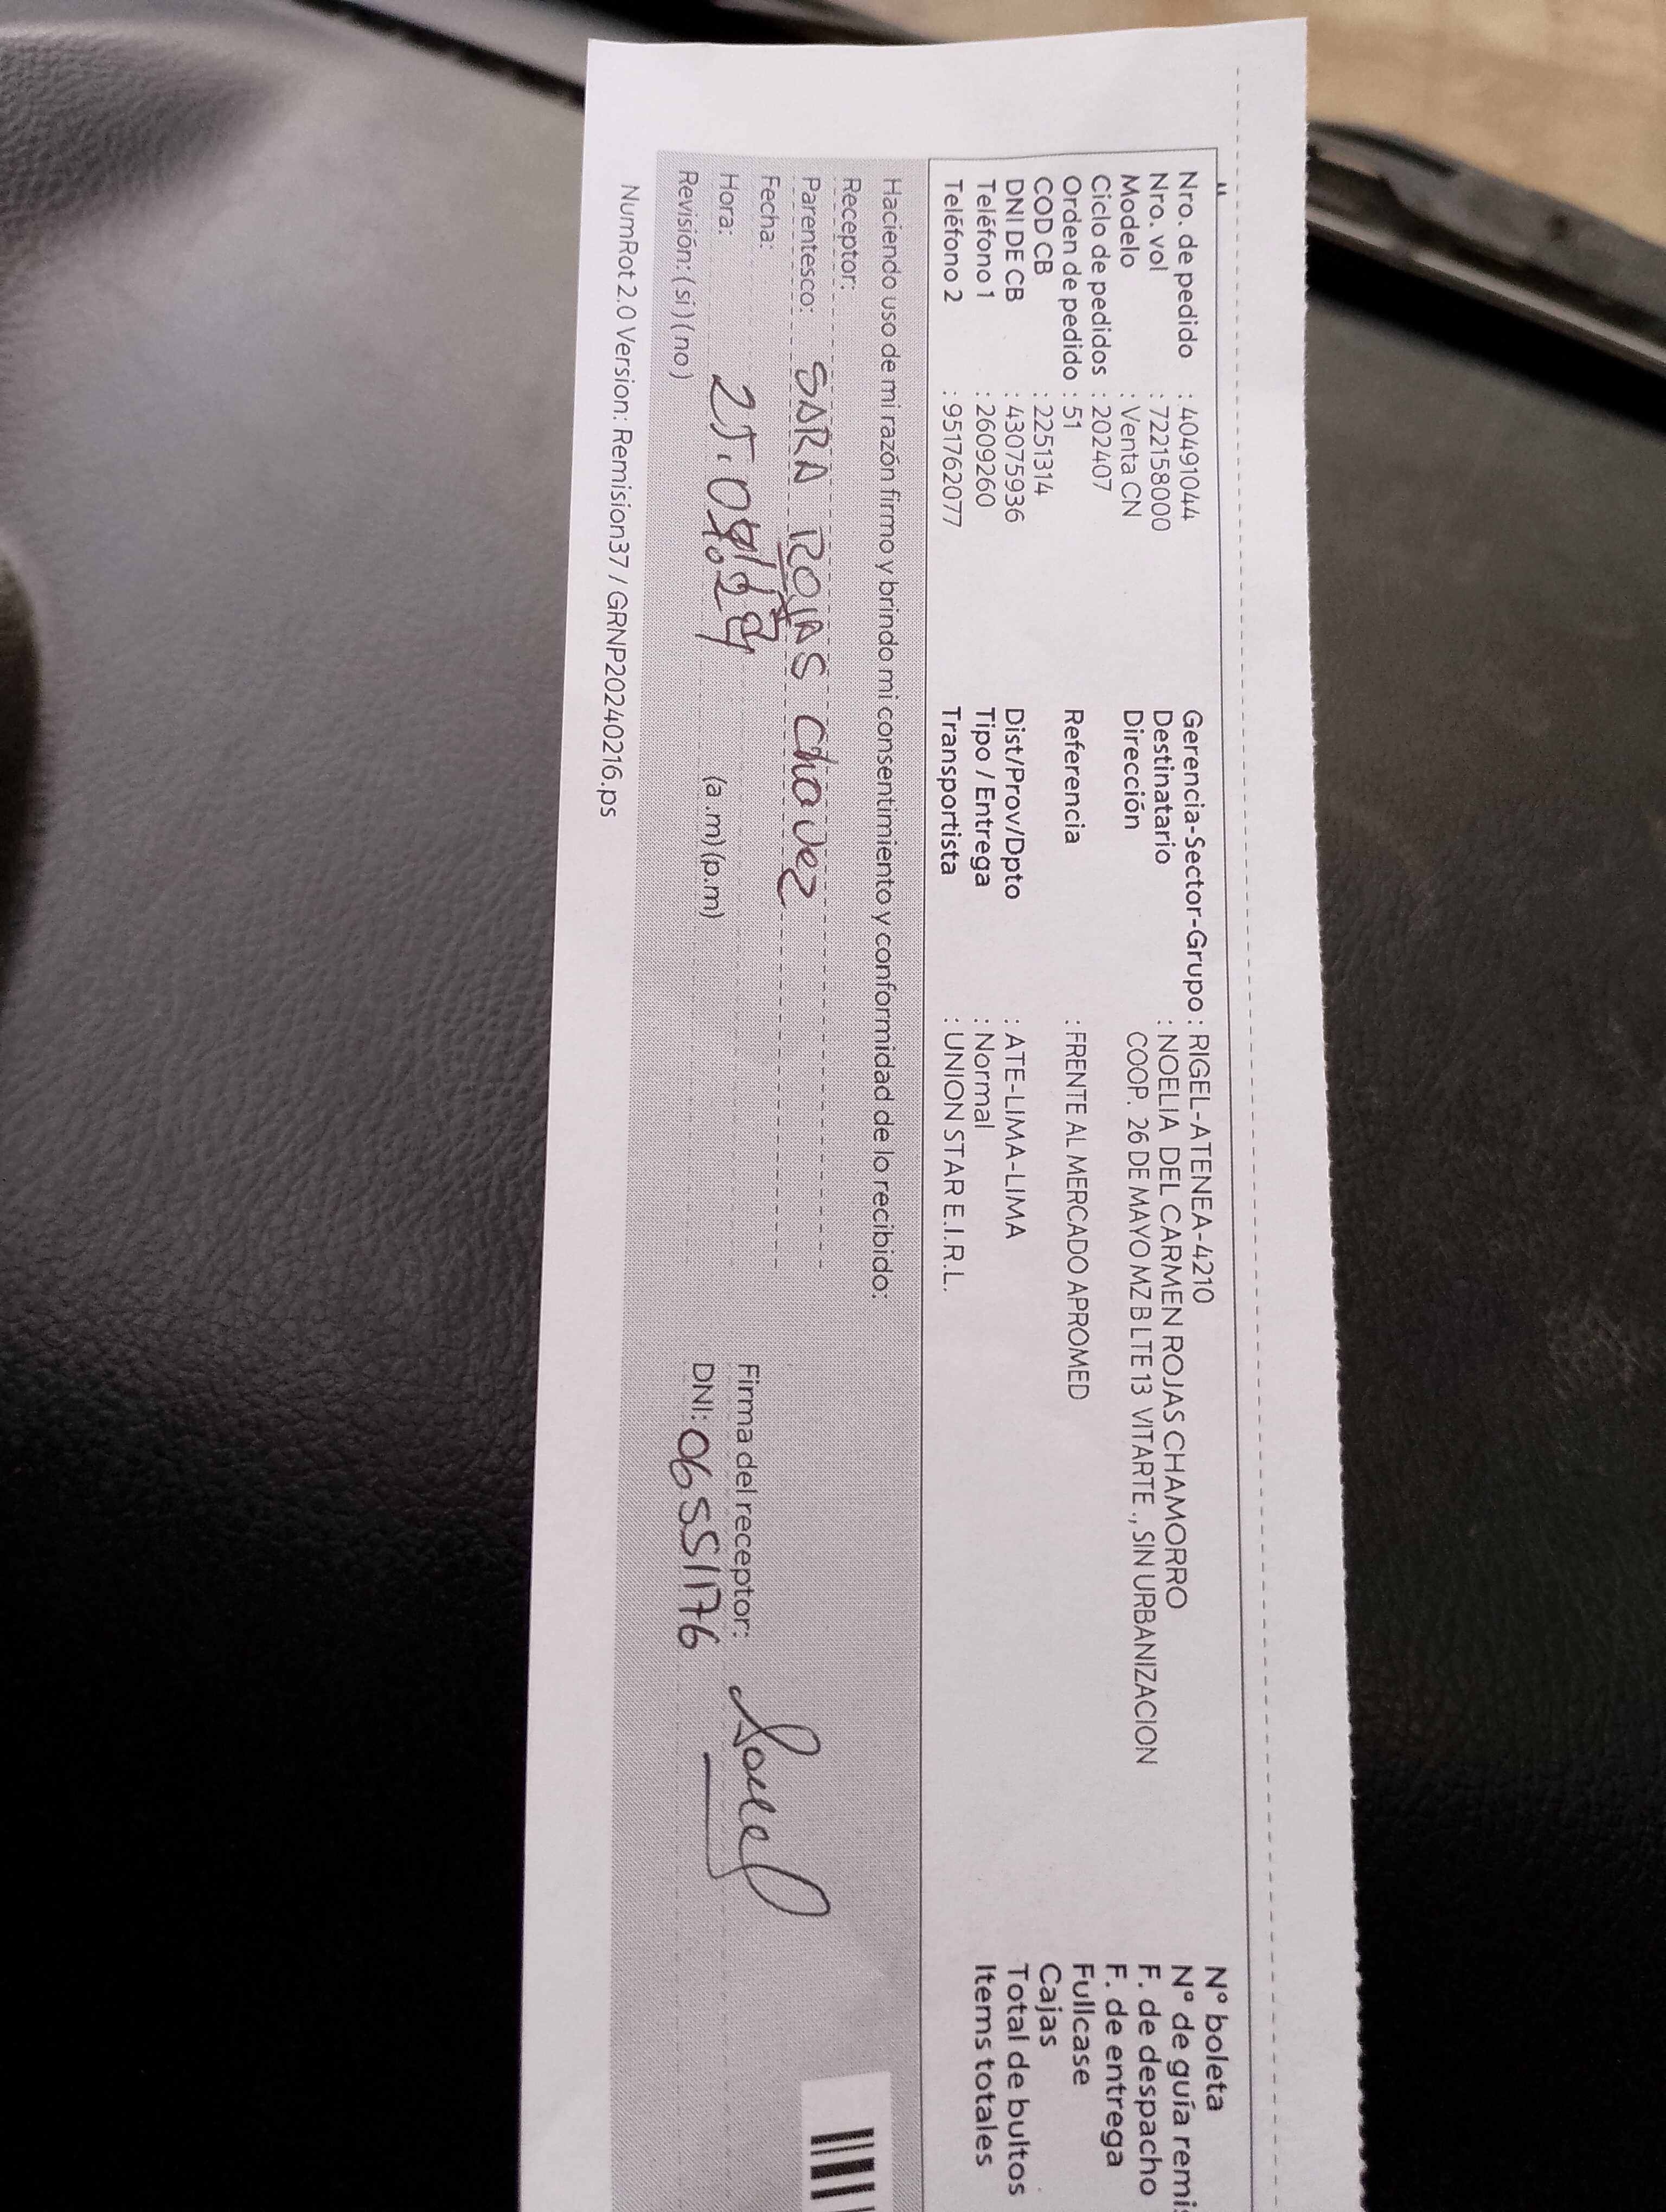 Nro. de pedido : 40491044
Nro. vol : 722158000
Modelo : Venta CN
Ciclo de pedidos : 202407
Orden de pedido : 51
COD CB : 2251314
DNI DE CB : 43075936
Teléfono 1 : 2609260
Teléfono 2 : 951762077
Gerencia-Sector-Grupo : RIGEL-ATENEA-4210
Destinatario : NOELIA DEL CARMEN ROJAS CHAMORRO
Dirección COOP. 26 DE MAYO MZ B LTE 13 VITARTE ., SIN URBANIZACION
Referencia : FRENTE AL MERCADO APROMED
Dist/Prov/Dpto : ATE-LIMA-LIMA
Tipo / Entrega : Normal
Transportista : UNION STAR E.I.R.L.
N° boleta
N° de guía remi
F. de despacho
F. de entrega
Fullcase
Cajas
Total de bultos
Items totales
Haciendo uso de mi razón firmo y brindo mi consentimiento y conformidad de lo recibido:
Receptor:
Parentesco: SARA ROJAS Chavez
Fecha:
Hora: (a.m) (p.m)
Revisión: (si) (no)
Firma del receptor:
DNI: 06551176
NumRot 2.0 Version: Remision37 / GRNP20240216.ps